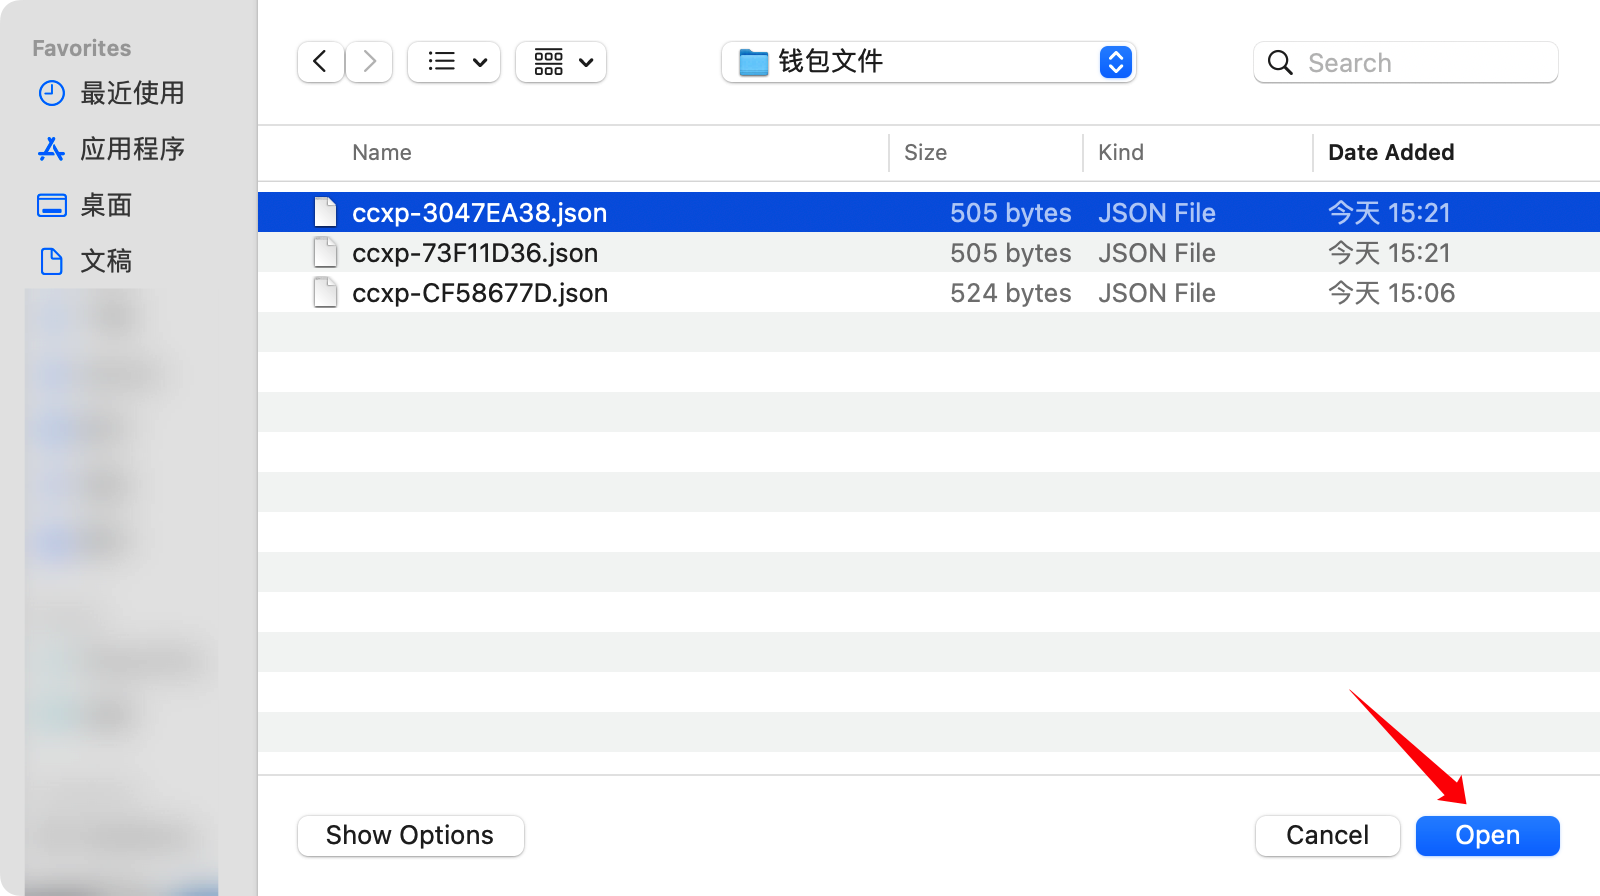 Favorites
最近使用
应用程序
桌面
文稿
钱包文件
Search
Name Size Kind Date Added
ccxp-3047EA38.json 505 bytes JSON File 今天 15:21
ccxp-73F11D36.json 505 bytes JSON File 今天 15:21
ccxp-CF58677D.json 524 bytes JSON File 今天 15:06
Show Options Cancel Open